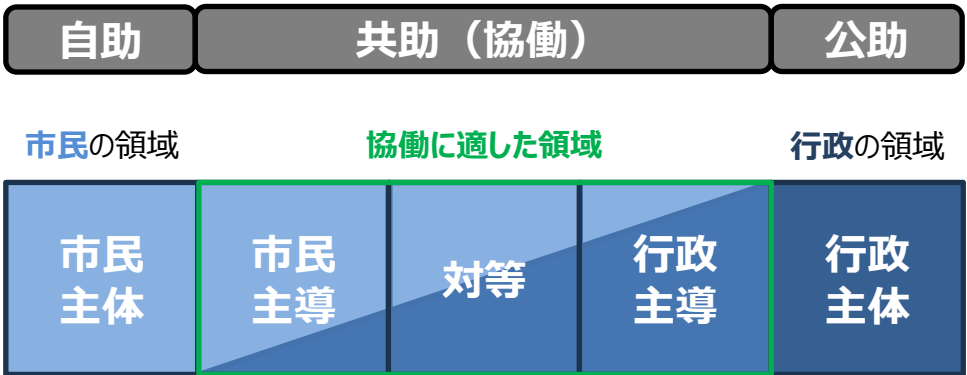 自助
共助（協働）
公助
市民の領域
協働に適した領域
行政の領域
市民
主体
市民
主導
対等
行政
主導
行政
主体